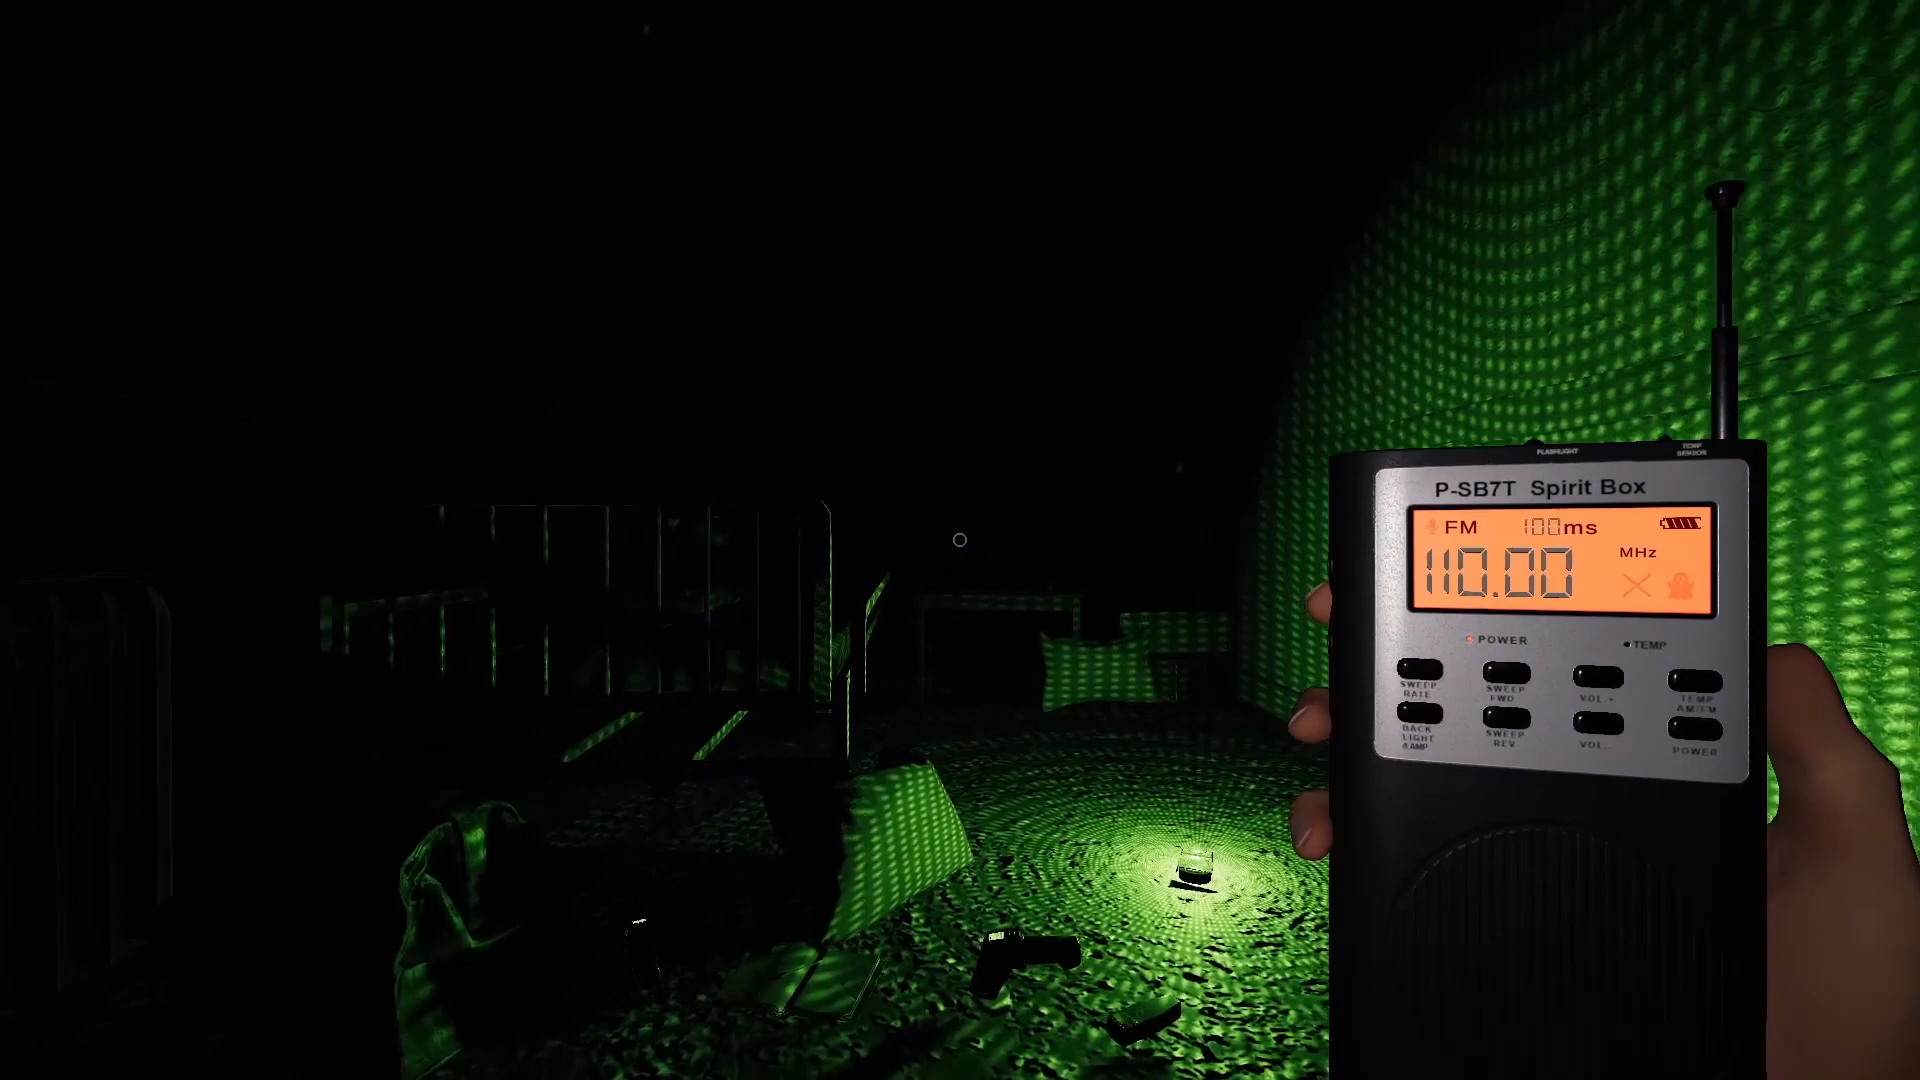 FLASHLIGHT
TEMP
SENSOR
P-SB7T Spirit Box
FM 100ms
110.00 MHz
POWER
TEMP
SWEEP
RATE
SWEEP
FWD
VOL.+
TEMP
AM/FM
BACK
LIGHT
SWEEP
REV
VOL-
POWER